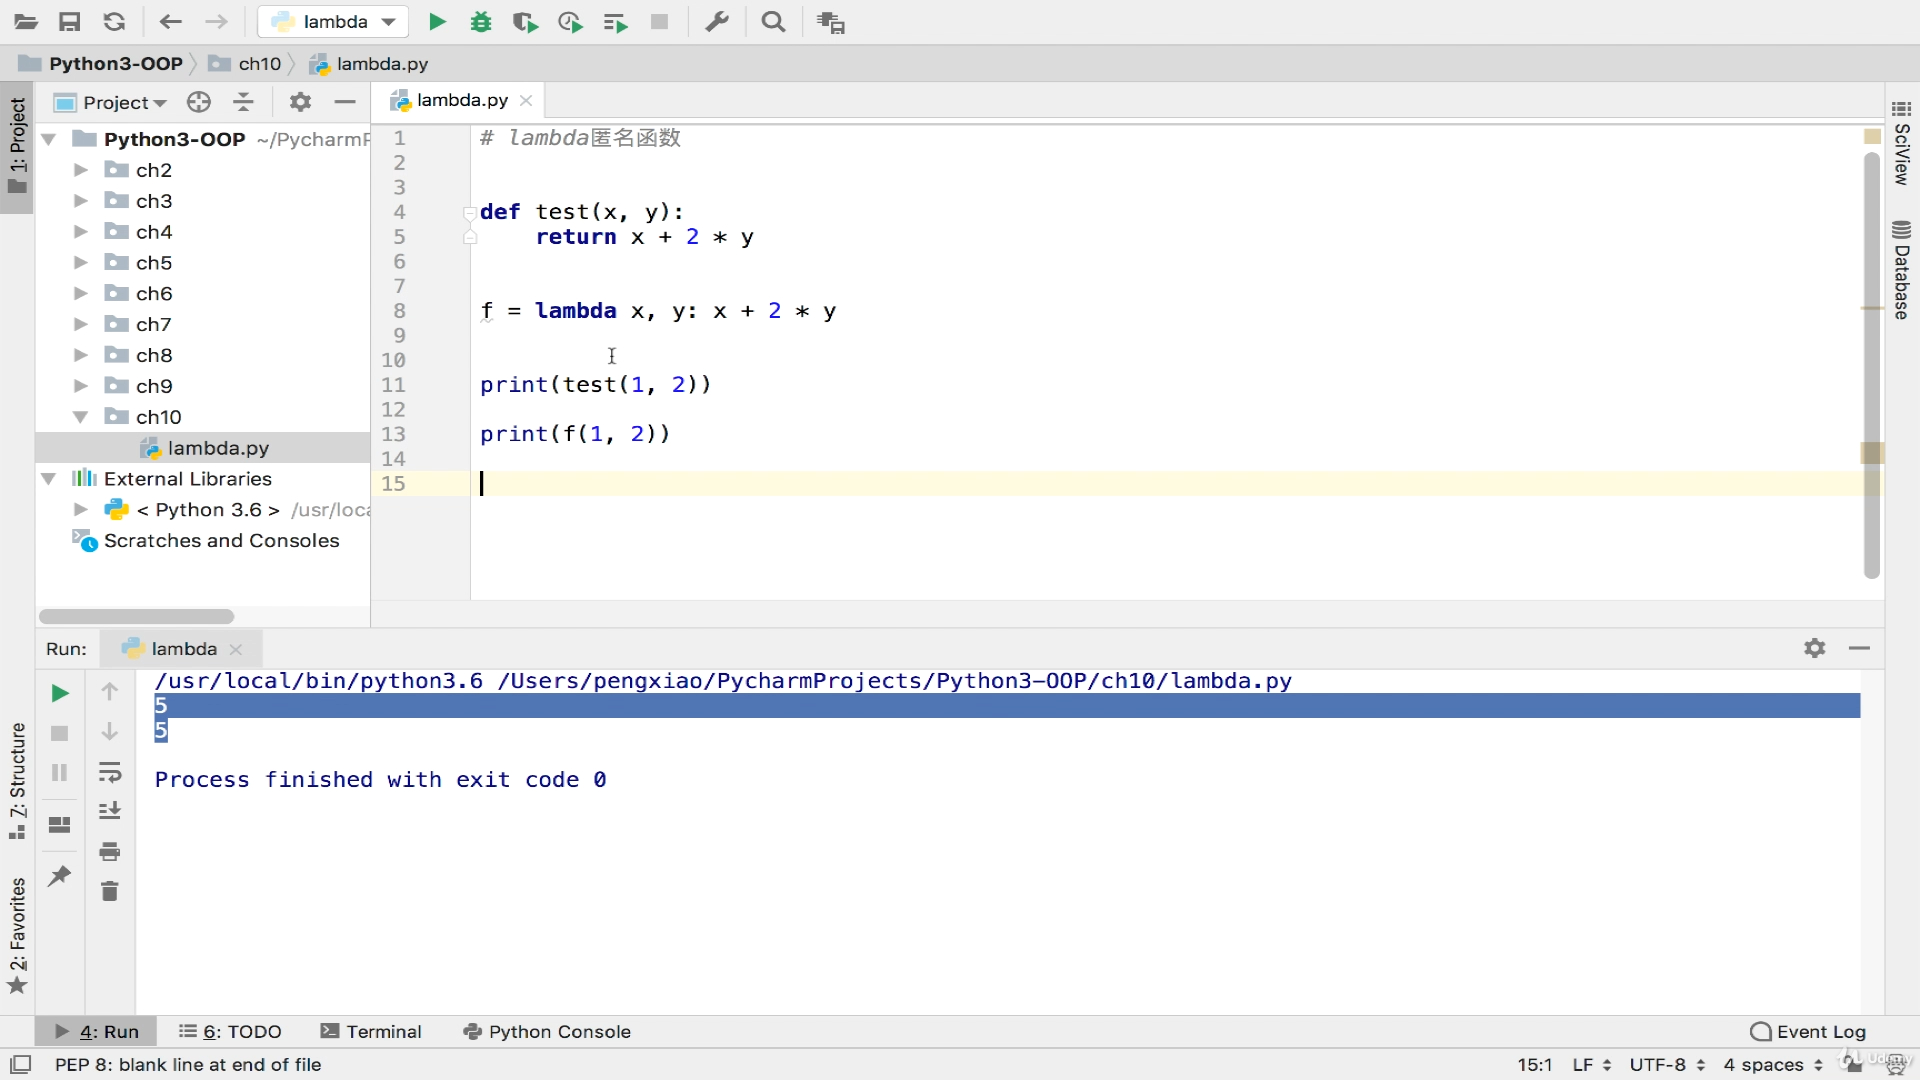 lambda
Python3-OOP
ch10
lambda.py
1: Project
Project
lambda.py
Python3-OOP ~/PycharmP
ch2
ch3
ch4
ch5
ch6
ch7
ch8
ch9
ch10
lambda.py
External Libraries
< Python 3.6 > /usr/loca
Scratches and Consoles
1 # lambda匿名函数
2
3
4 def test(x, y):
5 return x + 2 * y
6
7
8 f = lambda x, y: x + 2 * y
9
10
11 print(test(1, 2))
12
13 print(f(1, 2))
14
15
SciView
Database
Run:
lambda
/usr/local/bin/python3.6 /Users/pengxiao/PycharmProjects/Python3-OOP/ch10/lambda.py
5
5
Process finished with exit code 0
Z: Structure
2: Favorites
4: Run
6: TODO
Terminal
Python Console
Event Log
PEP 8: blank line at end of file
15:1
LF
UTF-8
4 spaces
Udemy